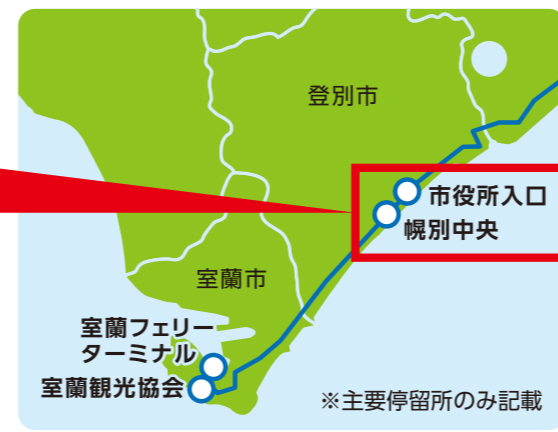 登別市
市役所入口
幌別中央
室蘭市
室蘭フェリー
ターミナル
室蘭観光協会
※主要停留所のみ記載